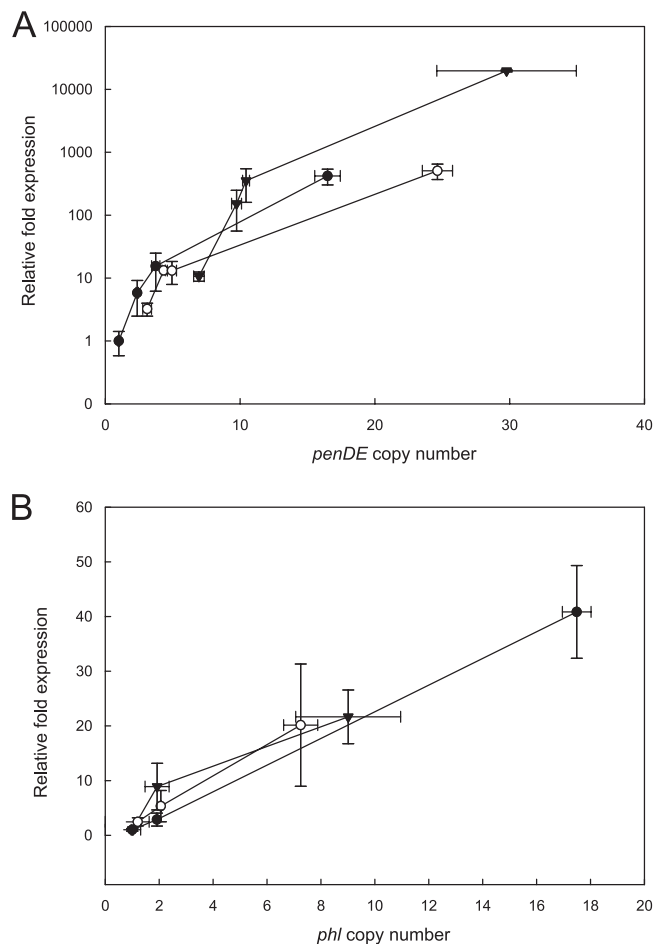 A
100000
10000
1000
100
10
1
0
Relative fold expression
0 10 20 30 40
penDE copy number
B
60
50
40
30
20
10
0
Relative fold expression
0 2 4 6 8 10 12 14 16 18 20
phl copy number